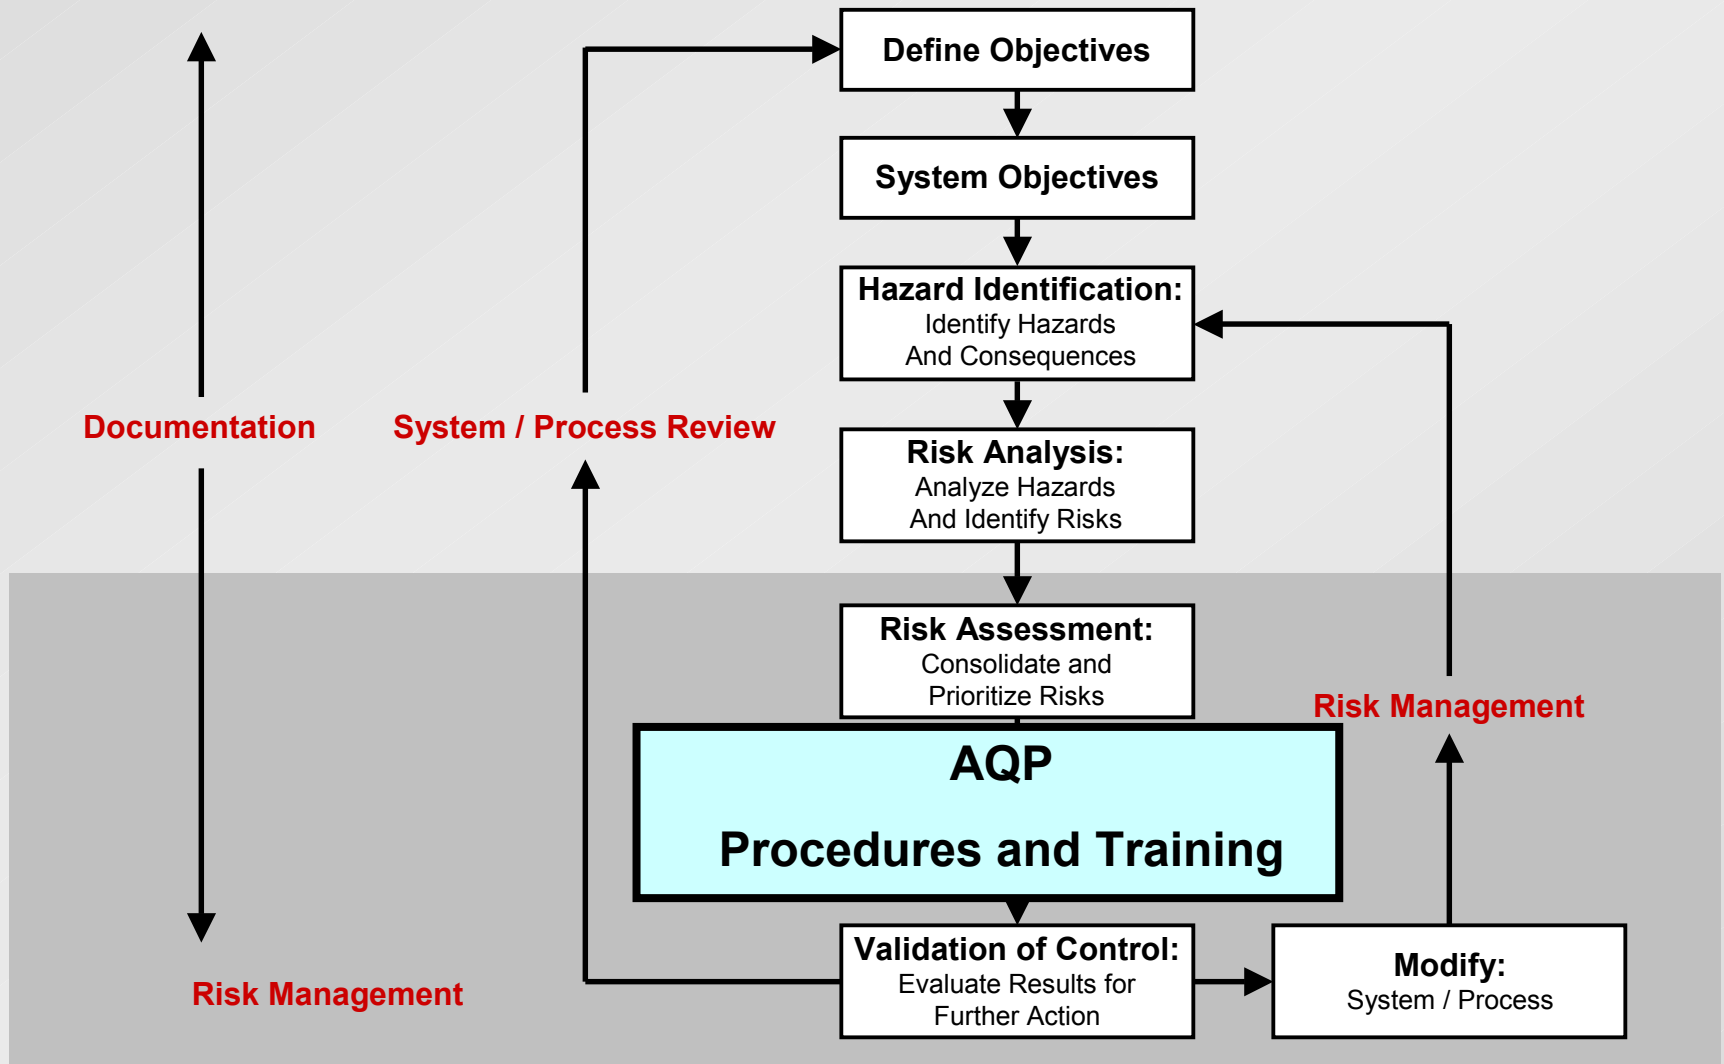 Define Objectives
System Objectives
Hazard Identification:
Identify Hazards
And Consequences
Documentation
System / Process Review
Risk Analysis:
Analyze Hazards
And Identify Risks
Risk Assessment:
Consolidate and
Prioritize Risks
Risk Management
AQP
Procedures and Training
Validation of Control:
Evaluate Results for
Further Action
Modify:
System / Process
Risk Management